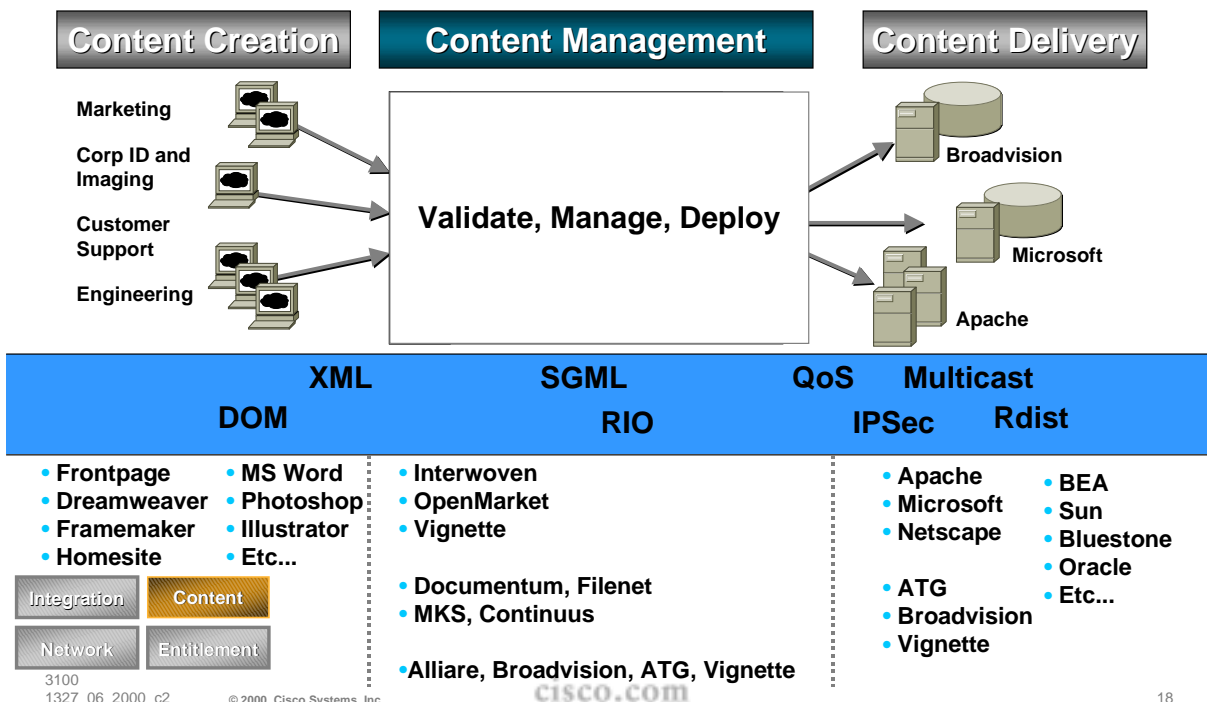 Content Creation
Content Management
Content Delivery
Marketing
Corp ID and
Imaging
Customer
Support
Engineering
Validate, Manage, Deploy
Broadvision
Microsoft
Apache
XML
SGML
QoS
Multicast
DOM
RIO
IPSec
Rdist
• Frontpage
• Dreamweaver
• Framemaker
• Homesite
• MS Word
• Photoshop
• Illustrator
• Etc...
• Interwoven
• OpenMarket
• Vignette
• Documentum, Filenet
• MKS, Continuus
•Alliare, Broadvision, ATG, Vignette
• Apache
• Microsoft
• Netscape
• ATG
• Broadvision
• Vignette
• BEA
• Sun
• Bluestone
• Oracle
• Etc...
Integration
Content
Network
Entitlement
3100
1327_06_2000_c2
© 2000, Cisco Systems, Inc.
cisco.com
18